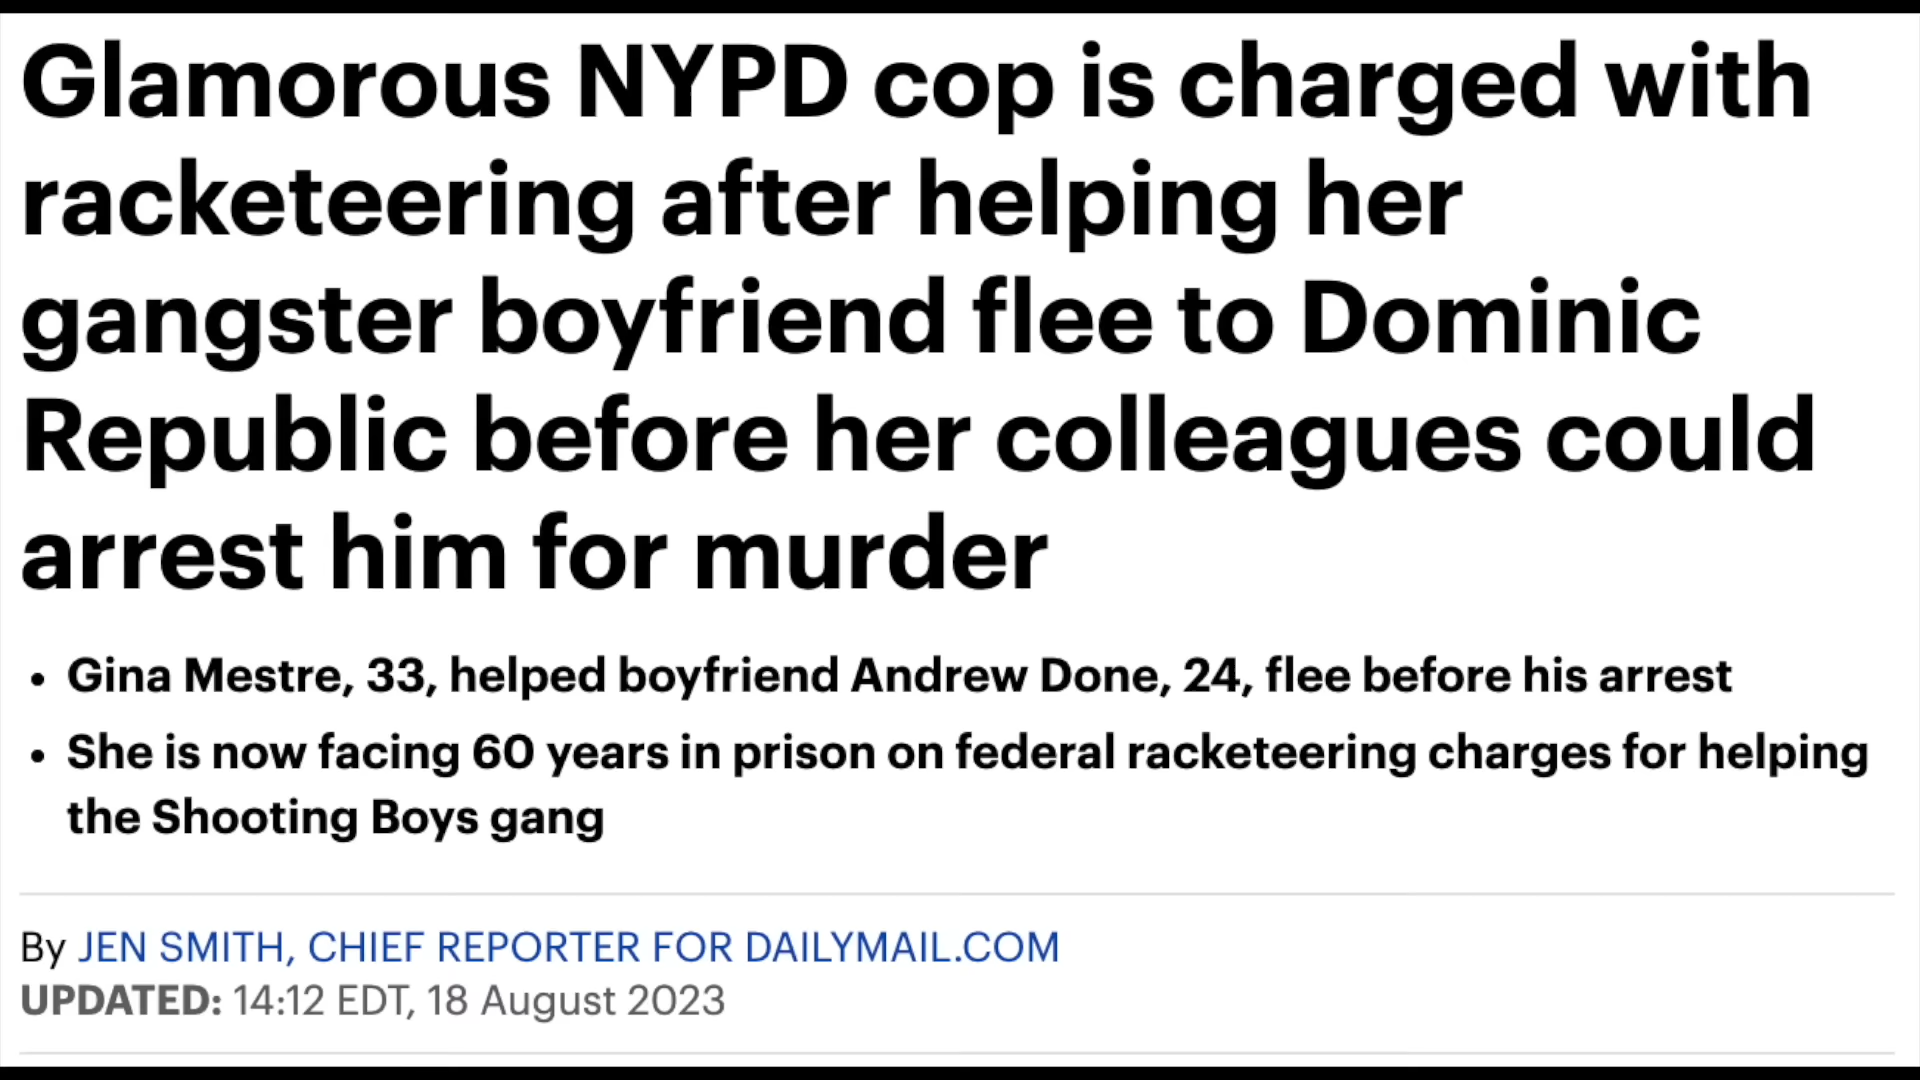 Glamorous NYPD cop is charged with
racketeering after helping her
gangster boyfriend flee to Dominic
Republic before her colleagues could
arrest him for murder
• Gina Mestre, 33, helped boyfriend Andrew Done, 24, flee before his arrest
• She is now facing 60 years in prison on federal racketeering charges for helping
the Shooting Boys gang
By JEN SMITH, CHIEF REPORTER FOR DAILYMAIL.COM
UPDATED: 14:12 EDT, 18 August 2023